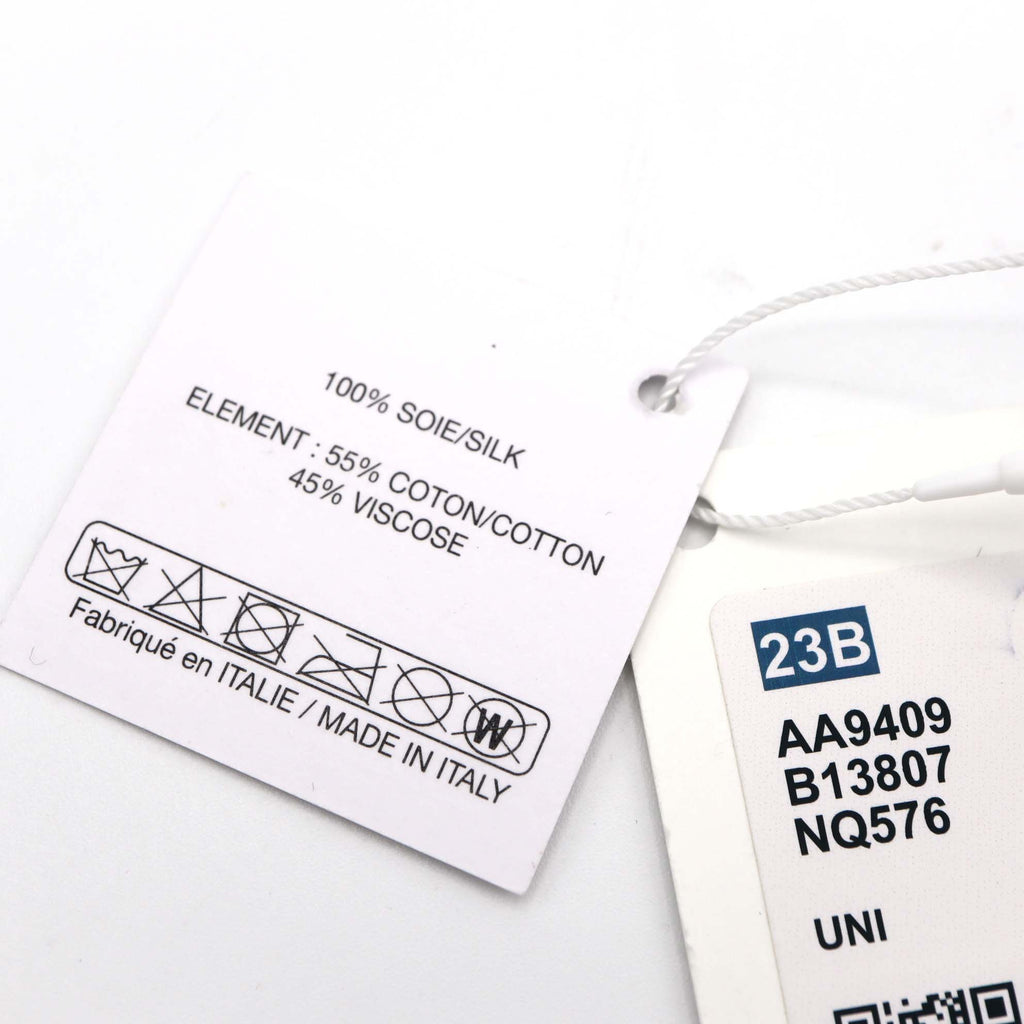 100% SOIE/SILK
ELEMENT : 55% COTON/COTTON
45% VISCOSE
W
Fabriqué en ITALIE / MADE IN ITALY
23B
AA9409
B13807
NQ576
UNI